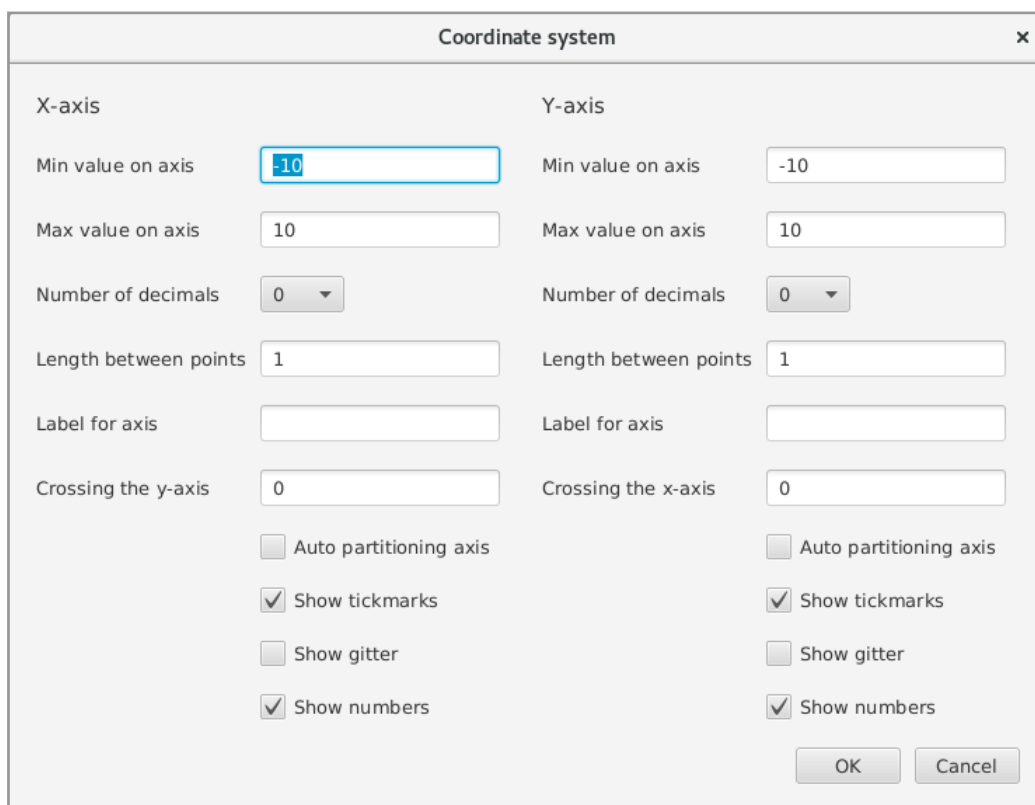 Coordinate system ×
X-axis Y-axis
Min value on axis -10 Min value on axis -10
Max value on axis 10 Max value on axis 10
Number of decimals 0 Number of decimals 0
Length between points 1 Length between points 1
Label for axis Label for axis
Crossing the y-axis 0 Crossing the x-axis 0
Auto partitioning axis Auto partitioning axis
Show tickmarks Show tickmarks
Show gitter Show gitter
Show numbers Show numbers
OK Cancel